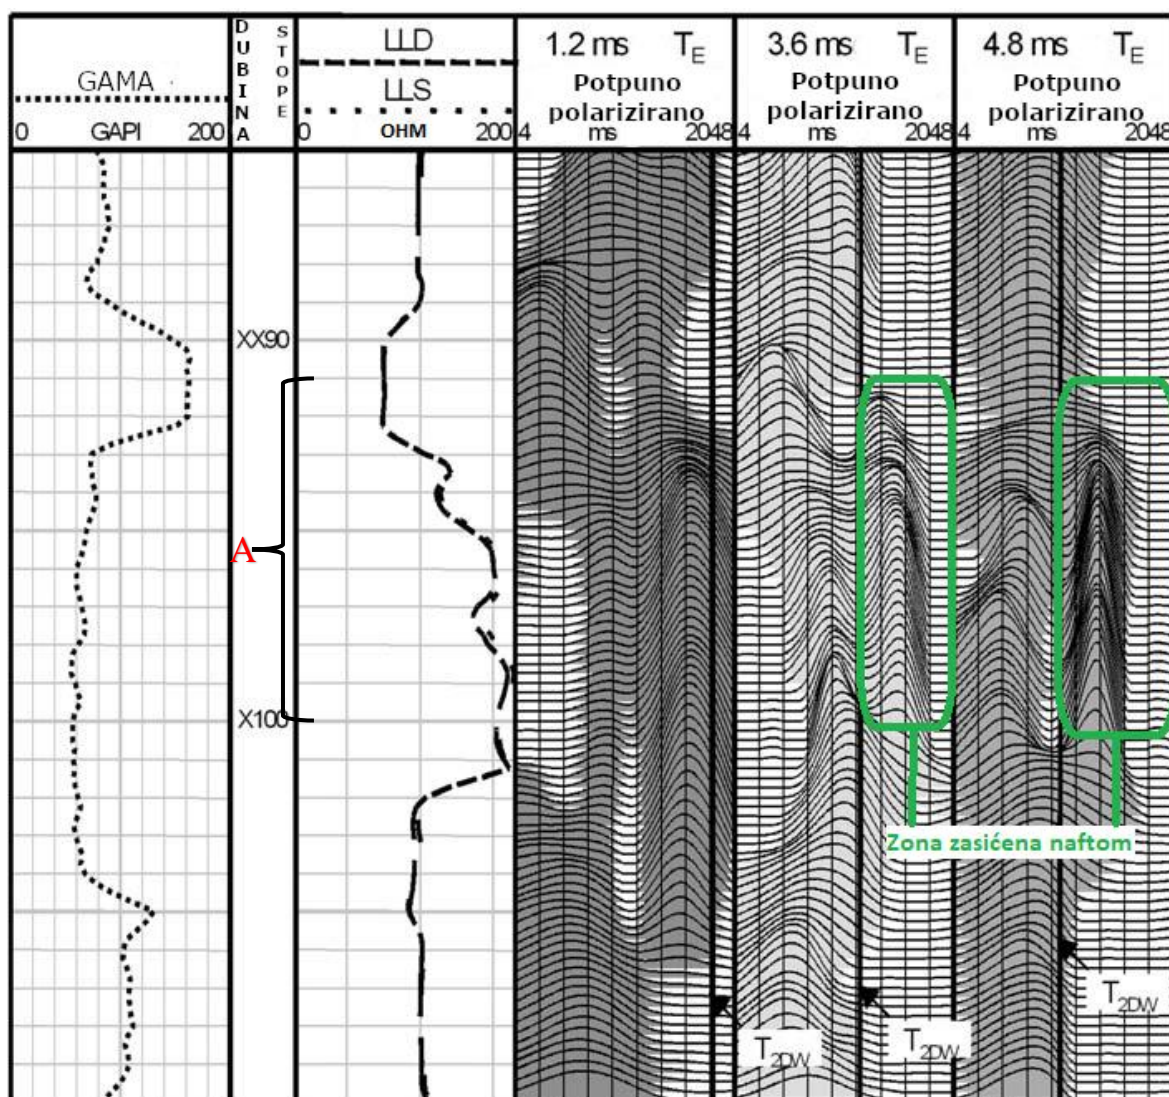 GAMA
0 GAPI 200
DUBINA
STOPE
LLD
LLS
0 OHM 200
1.2 ms TE
Potpuno
polarizirano
4 ms 2048
3.6 ms TE
Potpuno
polarizirano
4 ms 2048
4.8 ms TE
Potpuno
polarizirano
4 ms 2048
XX90
A
X100
Zona zasićena naftom
T2DW
T2DW
T2DW